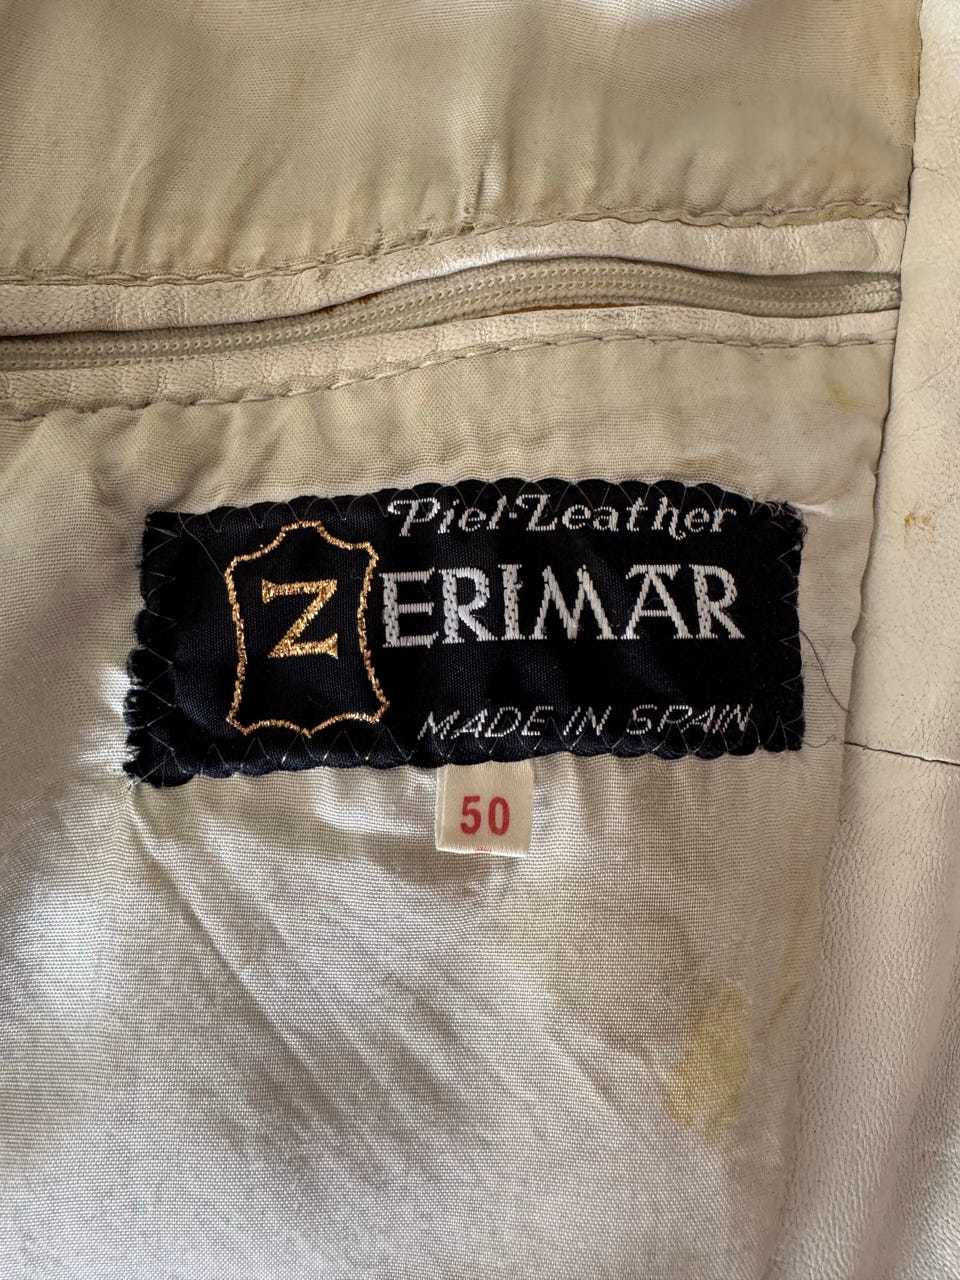 Piel Leather
ZERIMAR
MADE IN SPAIN
50